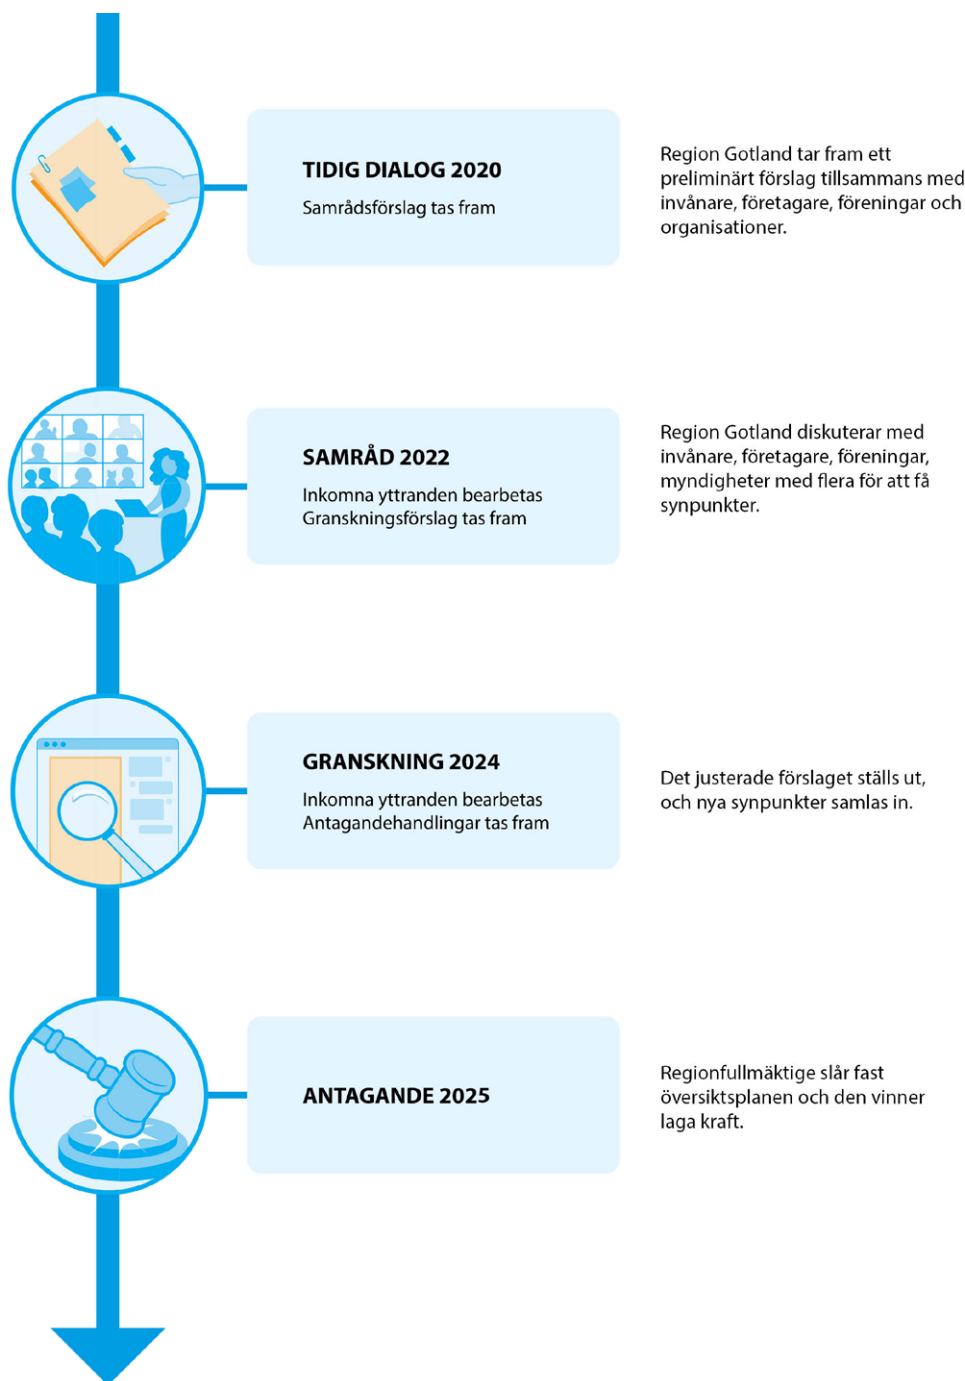 TIDIG DIALOG 2020
Samrådsförslag tas fram
Region Gotland tar fram ett
preliminärt förslag tillsammans med
invånare, företagare, föreningar och
organisationer.
SAMRÅD 2022
Inkomna yttranden bearbetas
Granskningsförslag tas fram
Region Gotland diskuterar med
invånare, företagare, föreningar,
myndigheter med flera för att få
synpunkter.
GRANSKNING 2024
Inkomna yttranden bearbetas
Antagandehandlingar tas fram
Det justerade förslaget ställs ut,
och nya synpunkter samlas in.
ANTAGANDE 2025
Regionfullmäktige slår fast
översiktsplanen och den vinner
laga kraft.